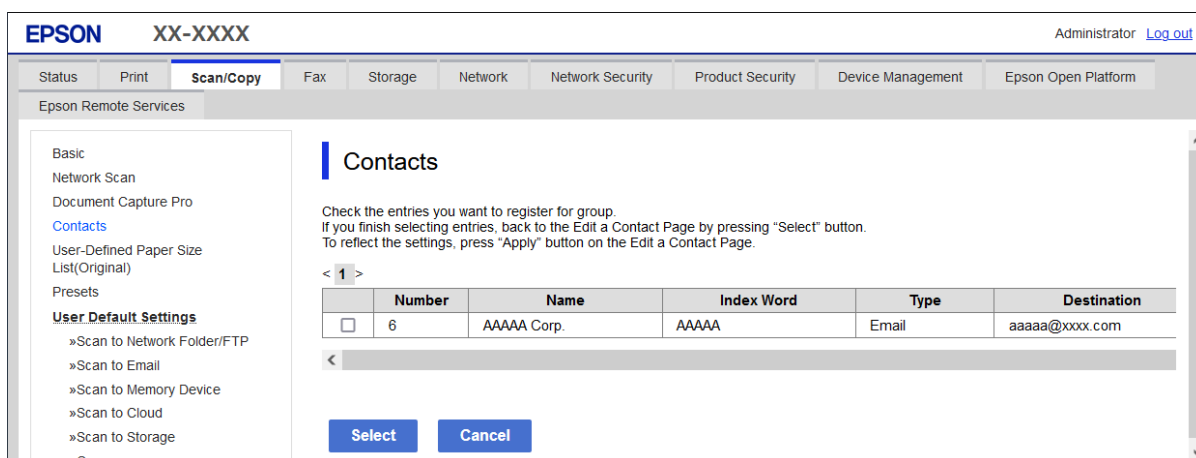 EPSON XX-XXXX Administrator Log out
Status Print Scan/Copy Fax Storage Network Network Security Product Security Device Management Epson Open Platform
Epson Remote Services
Basic
Network Scan
Document Capture Pro
Contacts
User-Defined Paper Size
List(Original)
Presets
User Default Settings
»Scan to Network Folder/FTP
»Scan to Email
»Scan to Memory Device
»Scan to Cloud
»Scan to Storage
Contacts
Check the entries you want to register for group.
If you finish selecting entries, back to the Edit a Contact Page by pressing “Select” button.
To reflect the settings, press “Apply” button on the Edit a Contact Page.
< 1 >
Number Name Index Word Type Destination
6 AAAAA Corp. AAAAA Email aaaaa@xxxx.com
Select Cancel